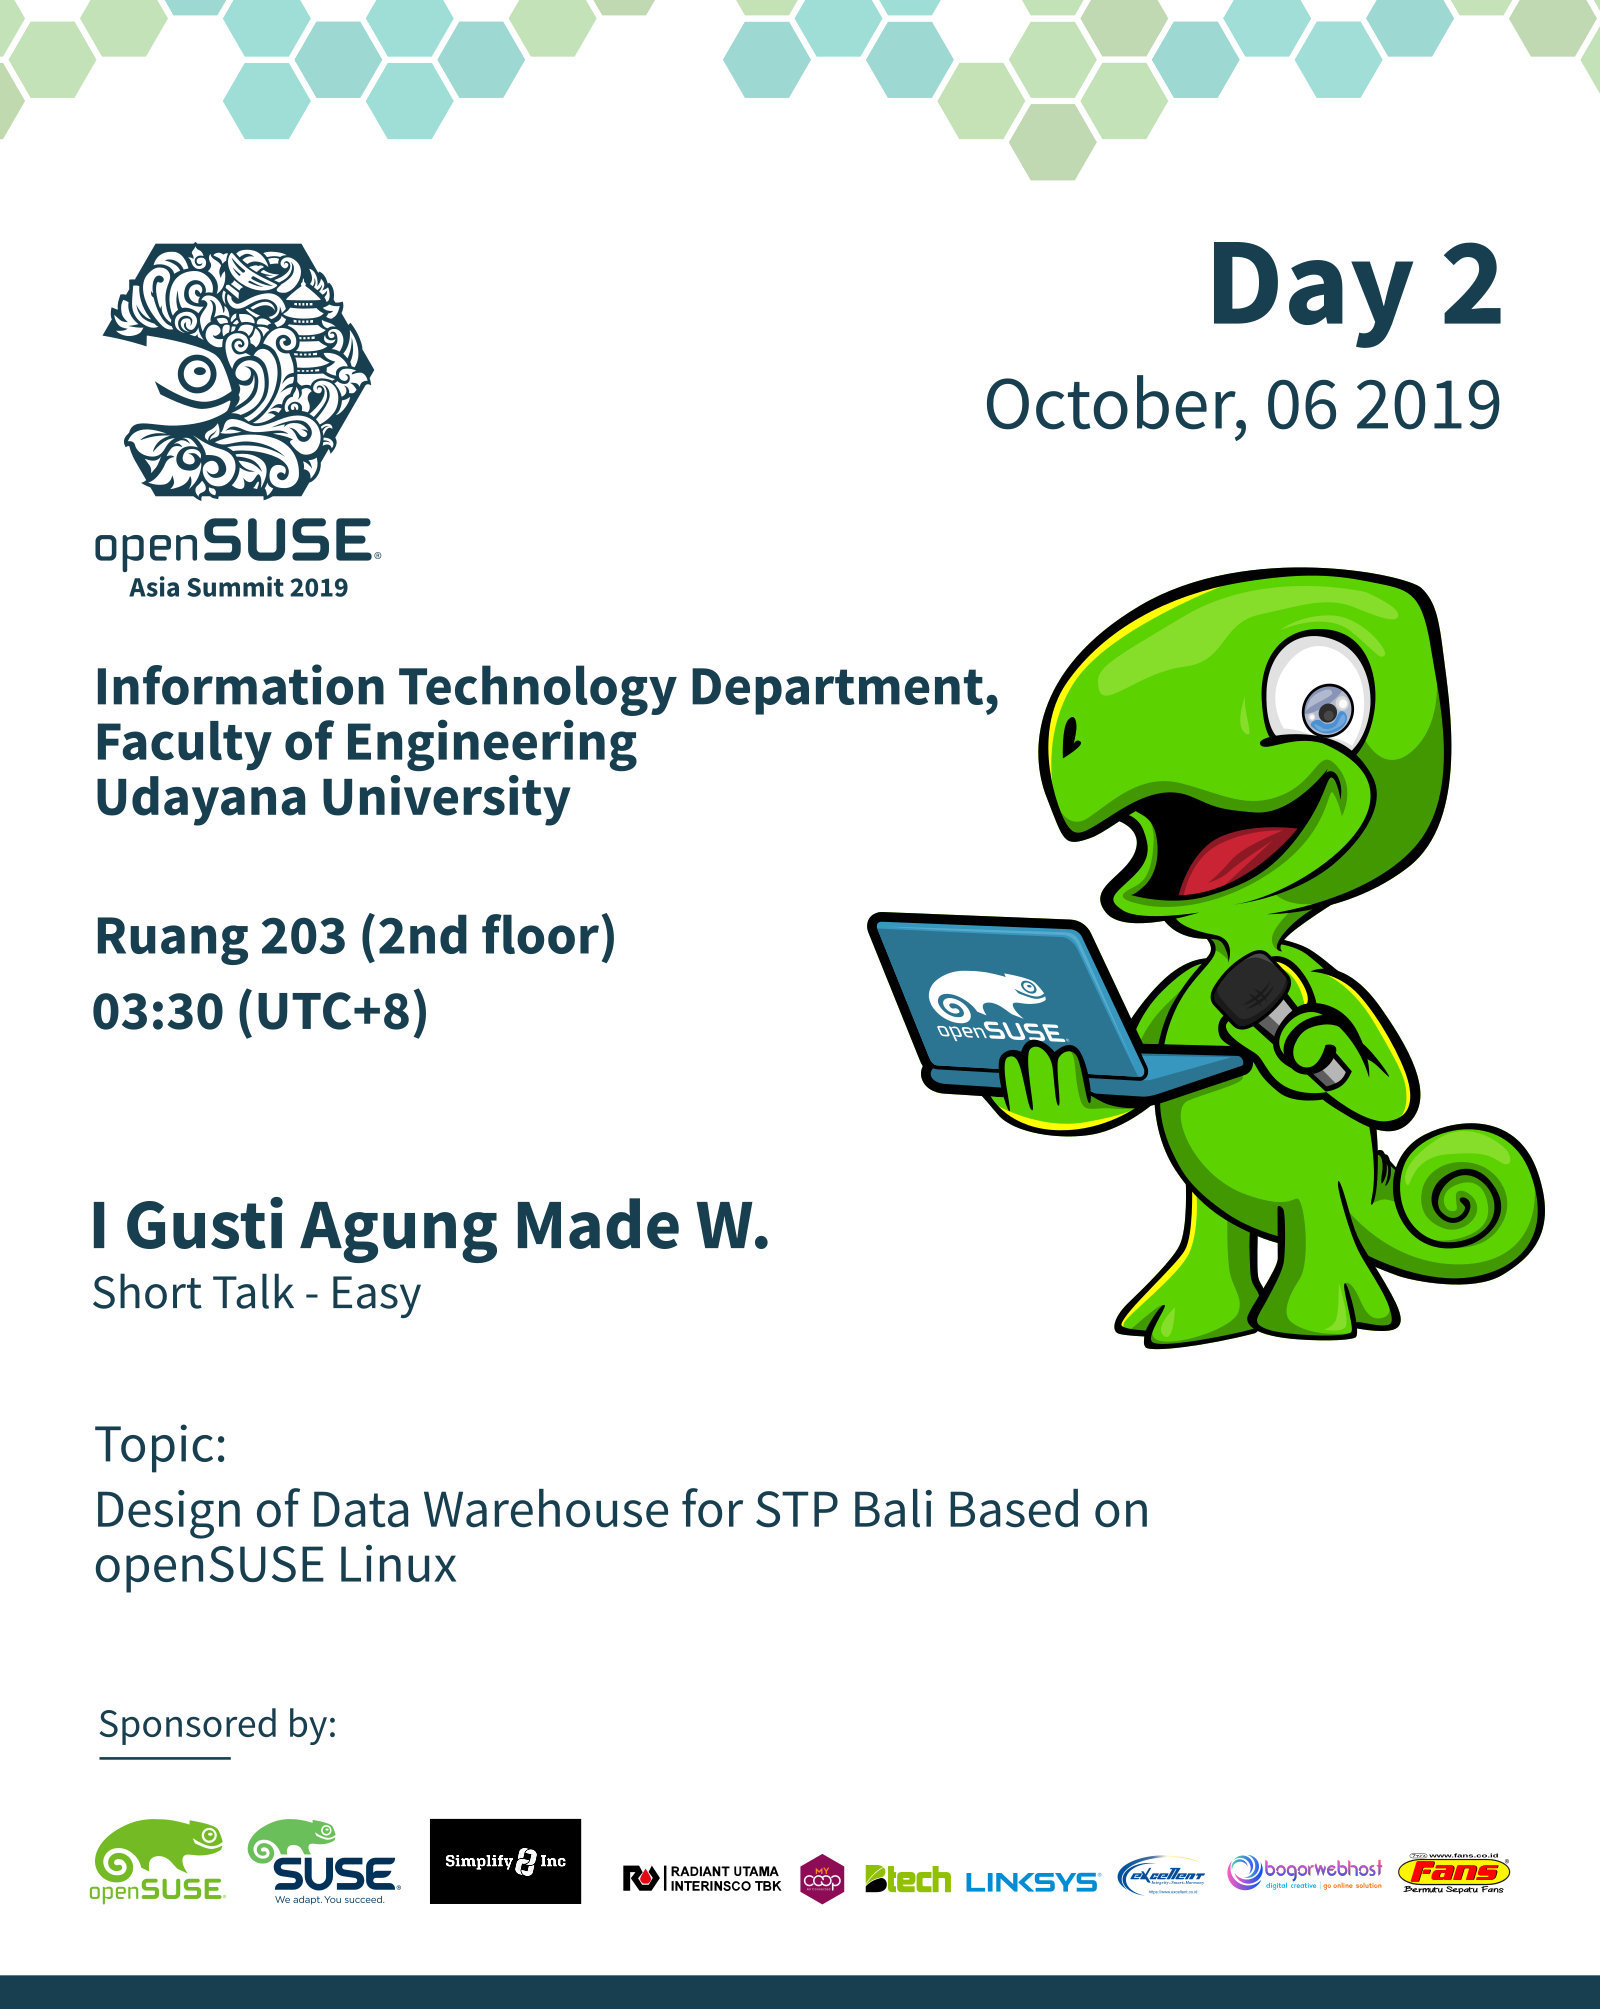 Day 2
October, 06 2019
openSUSE®
Asia Summit 2019
Information Technology Department,
Faculty of Engineering
Udayana University
Ruang 203 (2nd floor)
03:30 (UTC+8)
openSUSE
I Gusti Agung Made W.
Short Talk - Easy
Topic:
Design of Data Warehouse for STP Bali Based on
openSUSE Linux
Sponsored by:
openSUSE
SUSE®
We adapt. You succeed.
Simplify Inc
RADIANT UTAMA
INTERINSCO TBK
MY
COOP
Btech
LINKSYS
eXcellenT
bogorwebhost
digital creative | go online solution
www.fans.co.id
Fans
Bermutu Sepatu Fans